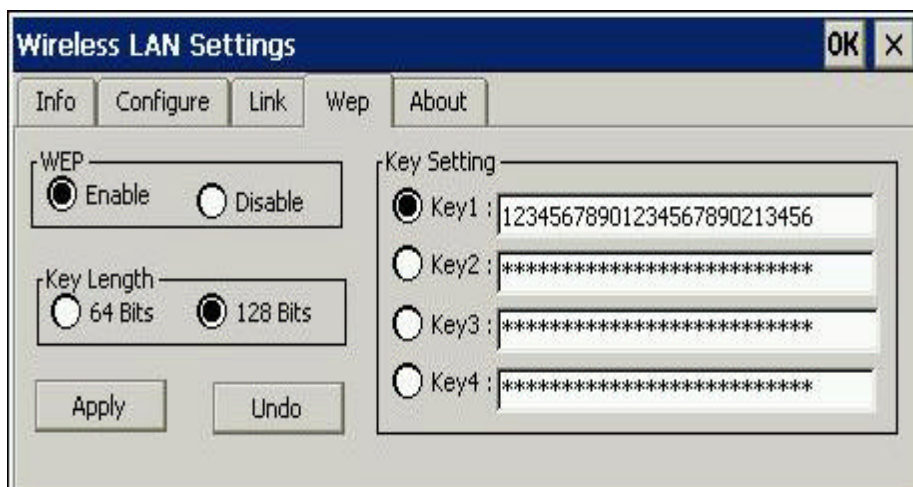 Wireless LAN Settings OK ×
Info Configure Link Wep About
WEP
Enable Disable
Key Length
64 Bits 128 Bits
Apply Undo
Key Setting
Key1 : 12345678901234567890213456
Key2 : **************************
Key3 : **************************
Key4 : **************************